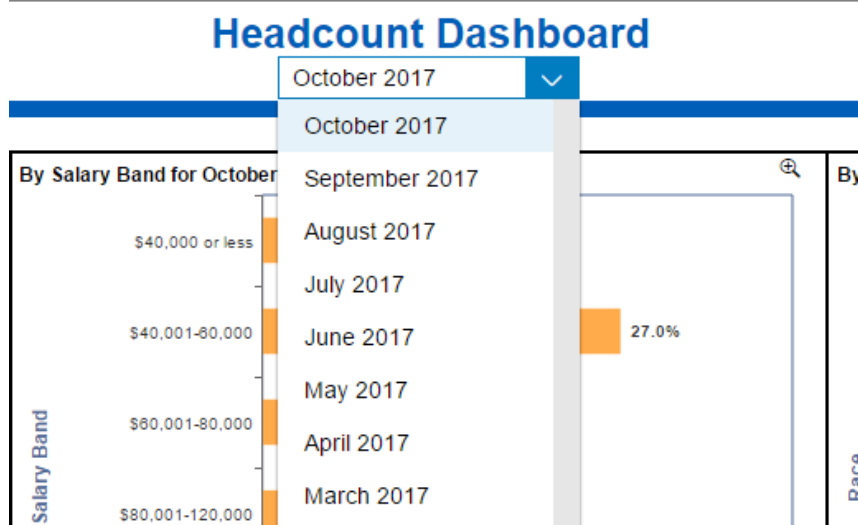 Headcount Dashboard
October 2017
October 2017
September 2017
August 2017
July 2017
June 2017
May 2017
April 2017
March 2017
By Salary Band for October
By
$40,000 or less
$40,001-60,000
27.0%
$60,001-80,000
$80,001-120,000
Salary Band
Race